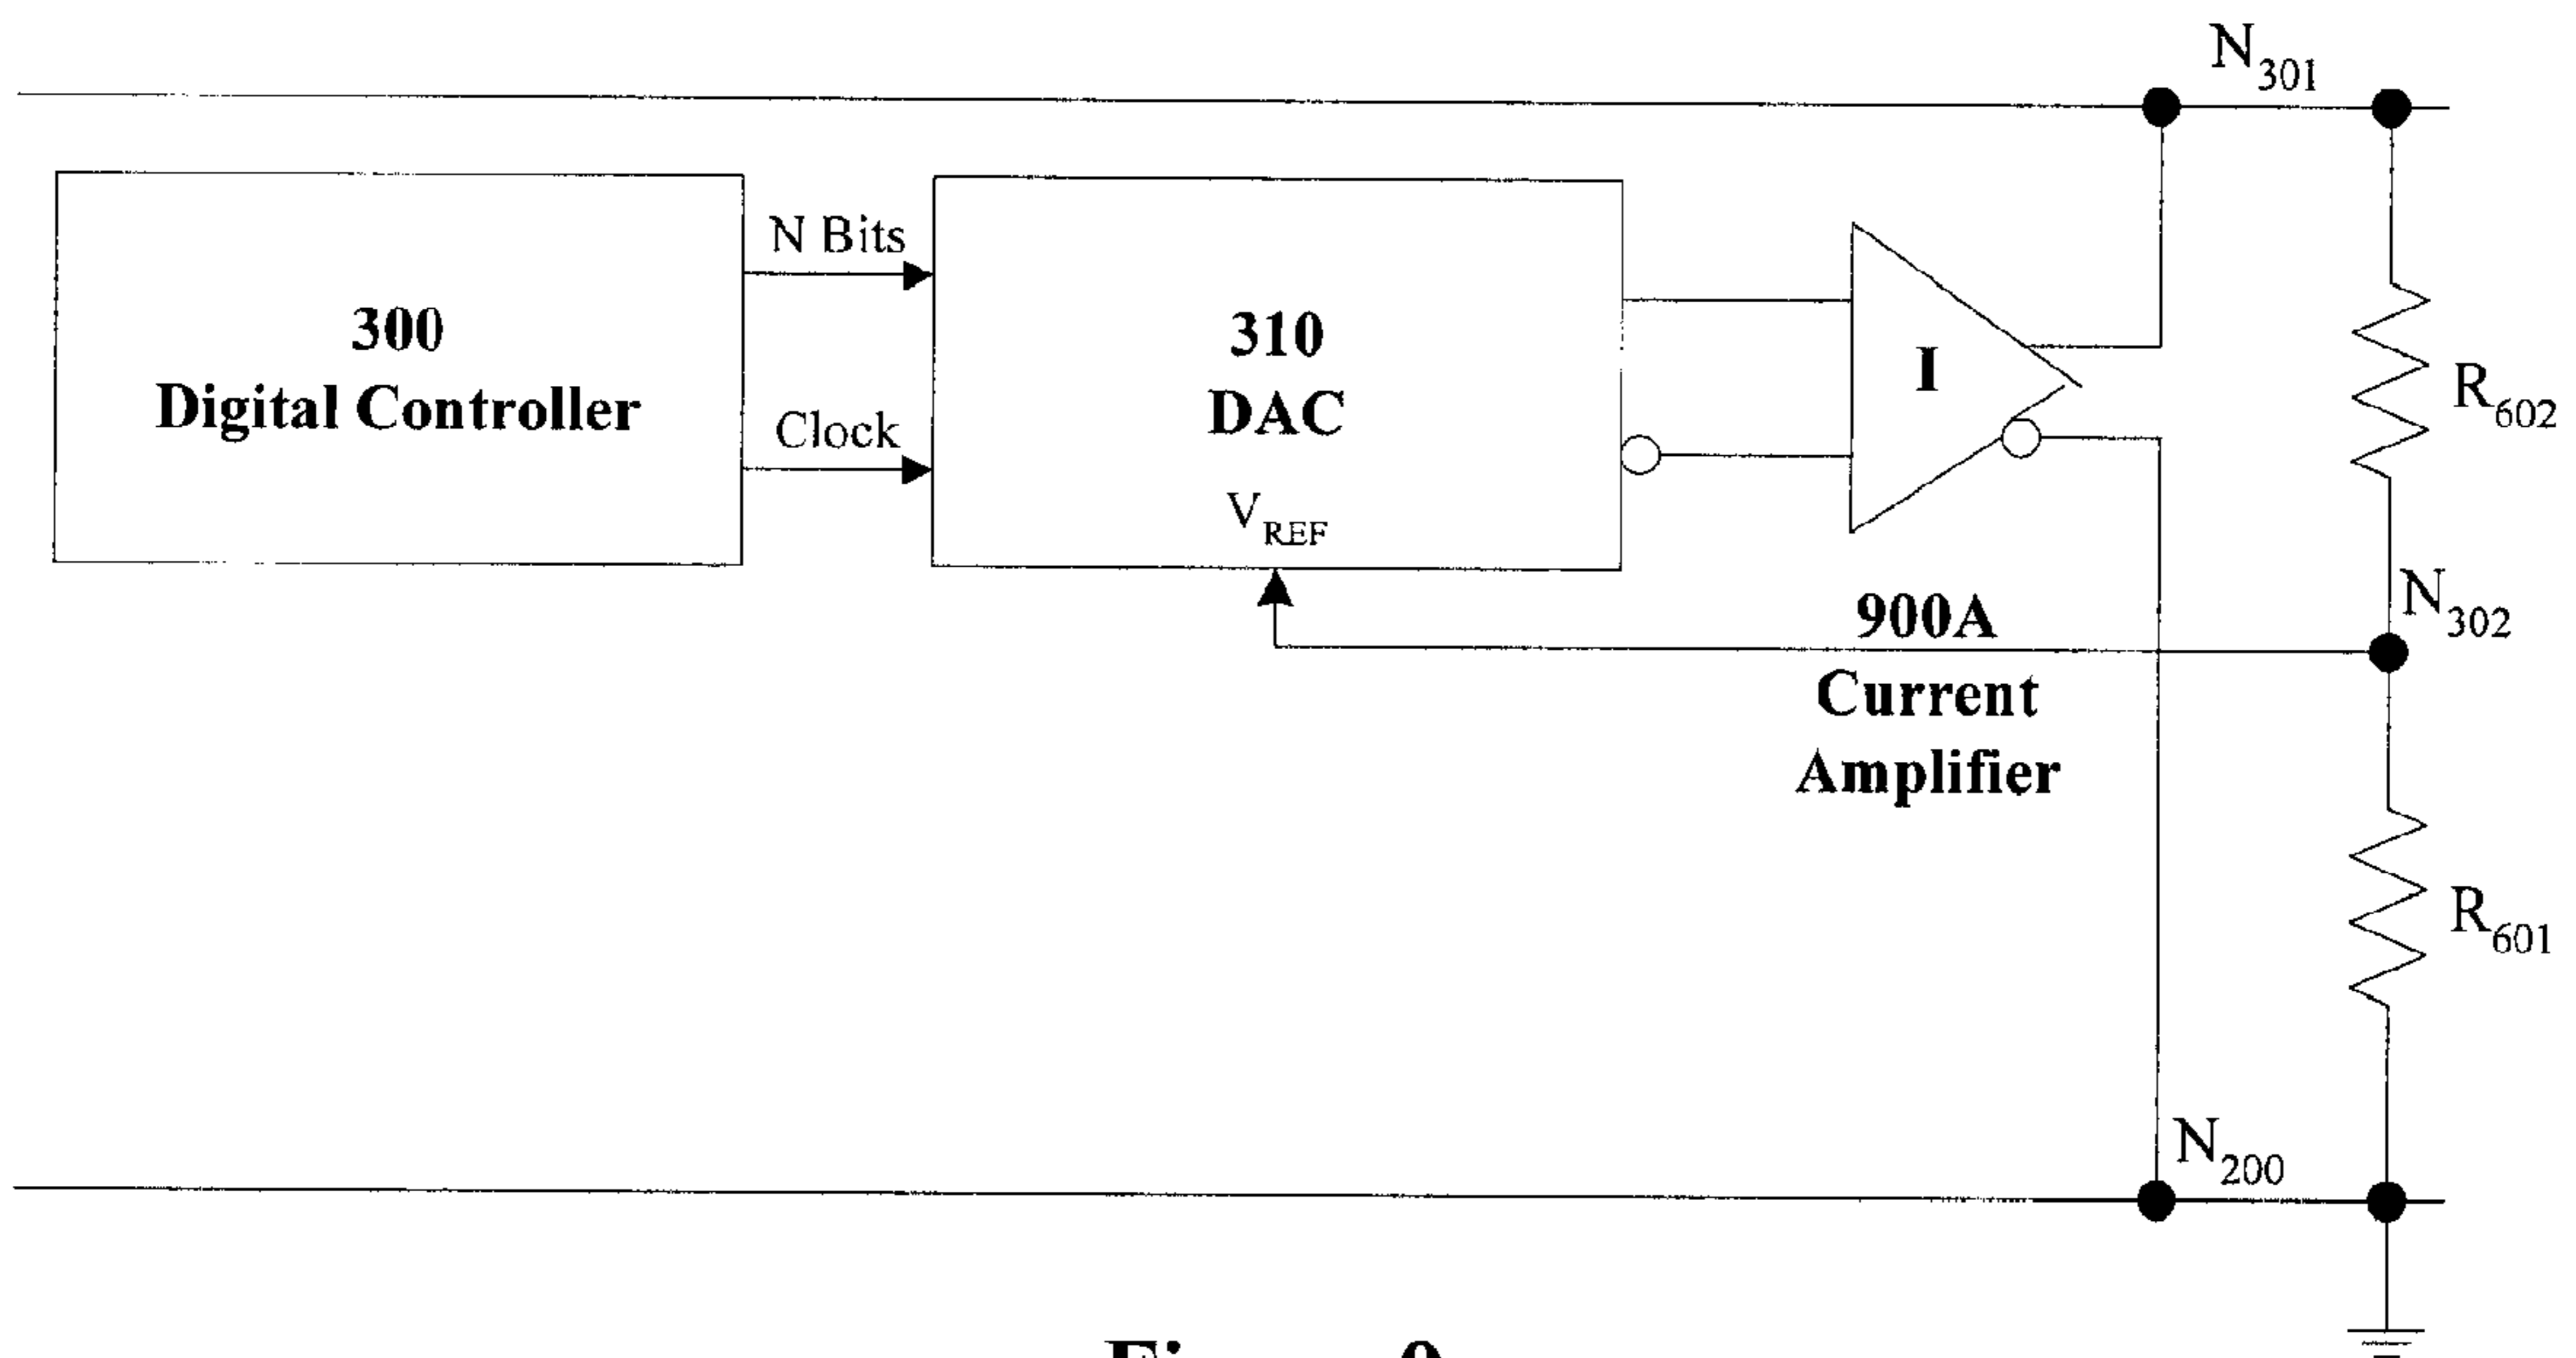 N301
N Bits
300
Digital Controller
Clock
310
DAC
VREF
I
R602
N302
900A
Current
Amplifier
R601
N200